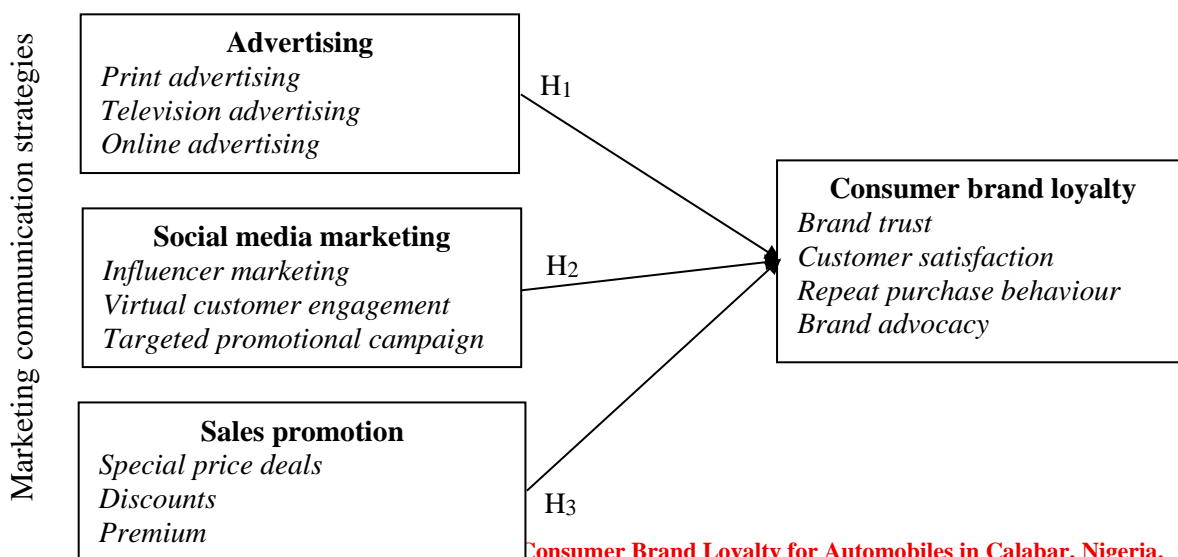 Marketing communication strategies
Advertising
Print advertising
Television advertising
Online advertising
H1
Social media marketing
Influencer marketing
Virtual customer engagement
Targeted promotional campaign
H2
Sales promotion
Special price deals
Discounts
Premium
H3
Consumer brand loyalty
Brand trust
Customer satisfaction
Repeat purchase behaviour
Brand advocacy
Consumer Brand Loyalty for Automobiles in Calabar, Nigeria.